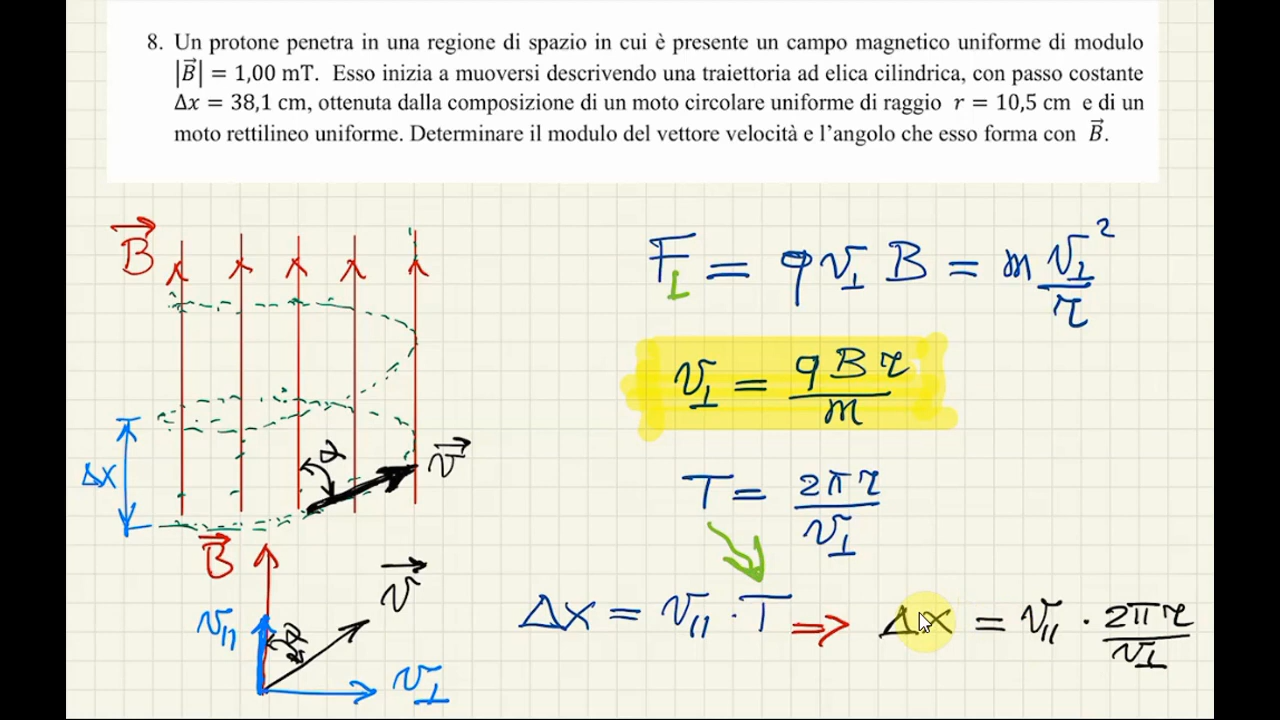 8. Un protone penetra in una regione di spazio in cui è presente un campo magnetico uniforme di modulo
|B⃗| = 1,00 mT. Esso inizia a muoversi descrivendo una traiettoria ad elica cilindrica, con passo costante
Δx = 38,1 cm, ottenuta dalla composizione di un moto circolare uniforme di raggio r = 10,5 cm e di un
moto rettilineo uniforme. Determinare il modulo del vettore velocità e l'angolo che esso forma con B⃗.
B⃗
F⊥ = q v⊥ B = m v⊥² / r
v⊥ = q B r / m
α
v⃗
Δx
T = 2πr / v⊥
B⃗
v⃗
v∥
α
Δx = v∥ · T ⇒ Δx = v∥ · 2πr / v⊥
v⊥